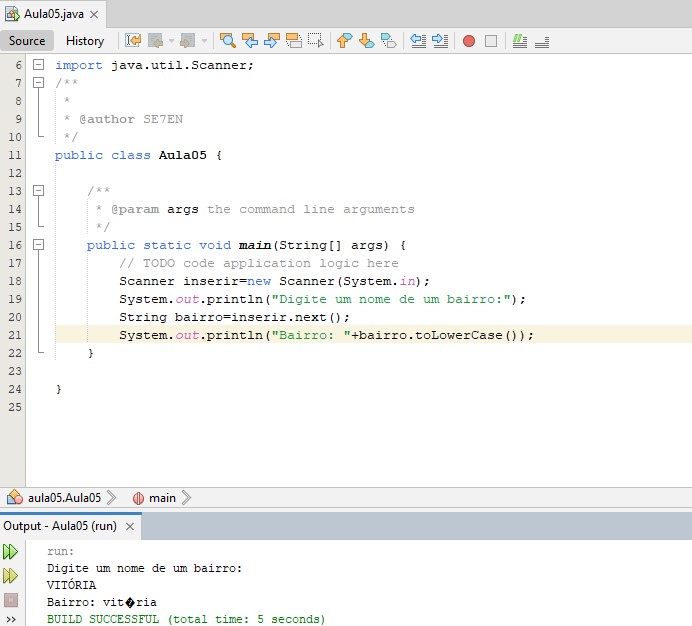 Aula05.java
Source History
6 import java.util.Scanner;
7 /**
8 *
9 * @author SE7EN
10 */
11 public class Aula05 {
12
13 /**
14 * @param args the command line arguments
15 */
16 public static void main(String[] args) {
17 // TODO code application logic here
18 Scanner inserir=new Scanner(System.in);
19 System.out.println("Digite um nome de um bairro:");
20 String bairro=inserir.next();
21 System.out.println("Bairro: "+bairro.toLowerCase());
22 }
23
24 }
25
aula05.Aula05 main
Output - Aula05 (run)
run:
Digite um nome de um bairro:
VITÓRIA
Bairro: vit�ria
BUILD SUCCESSFUL (total time: 5 seconds)